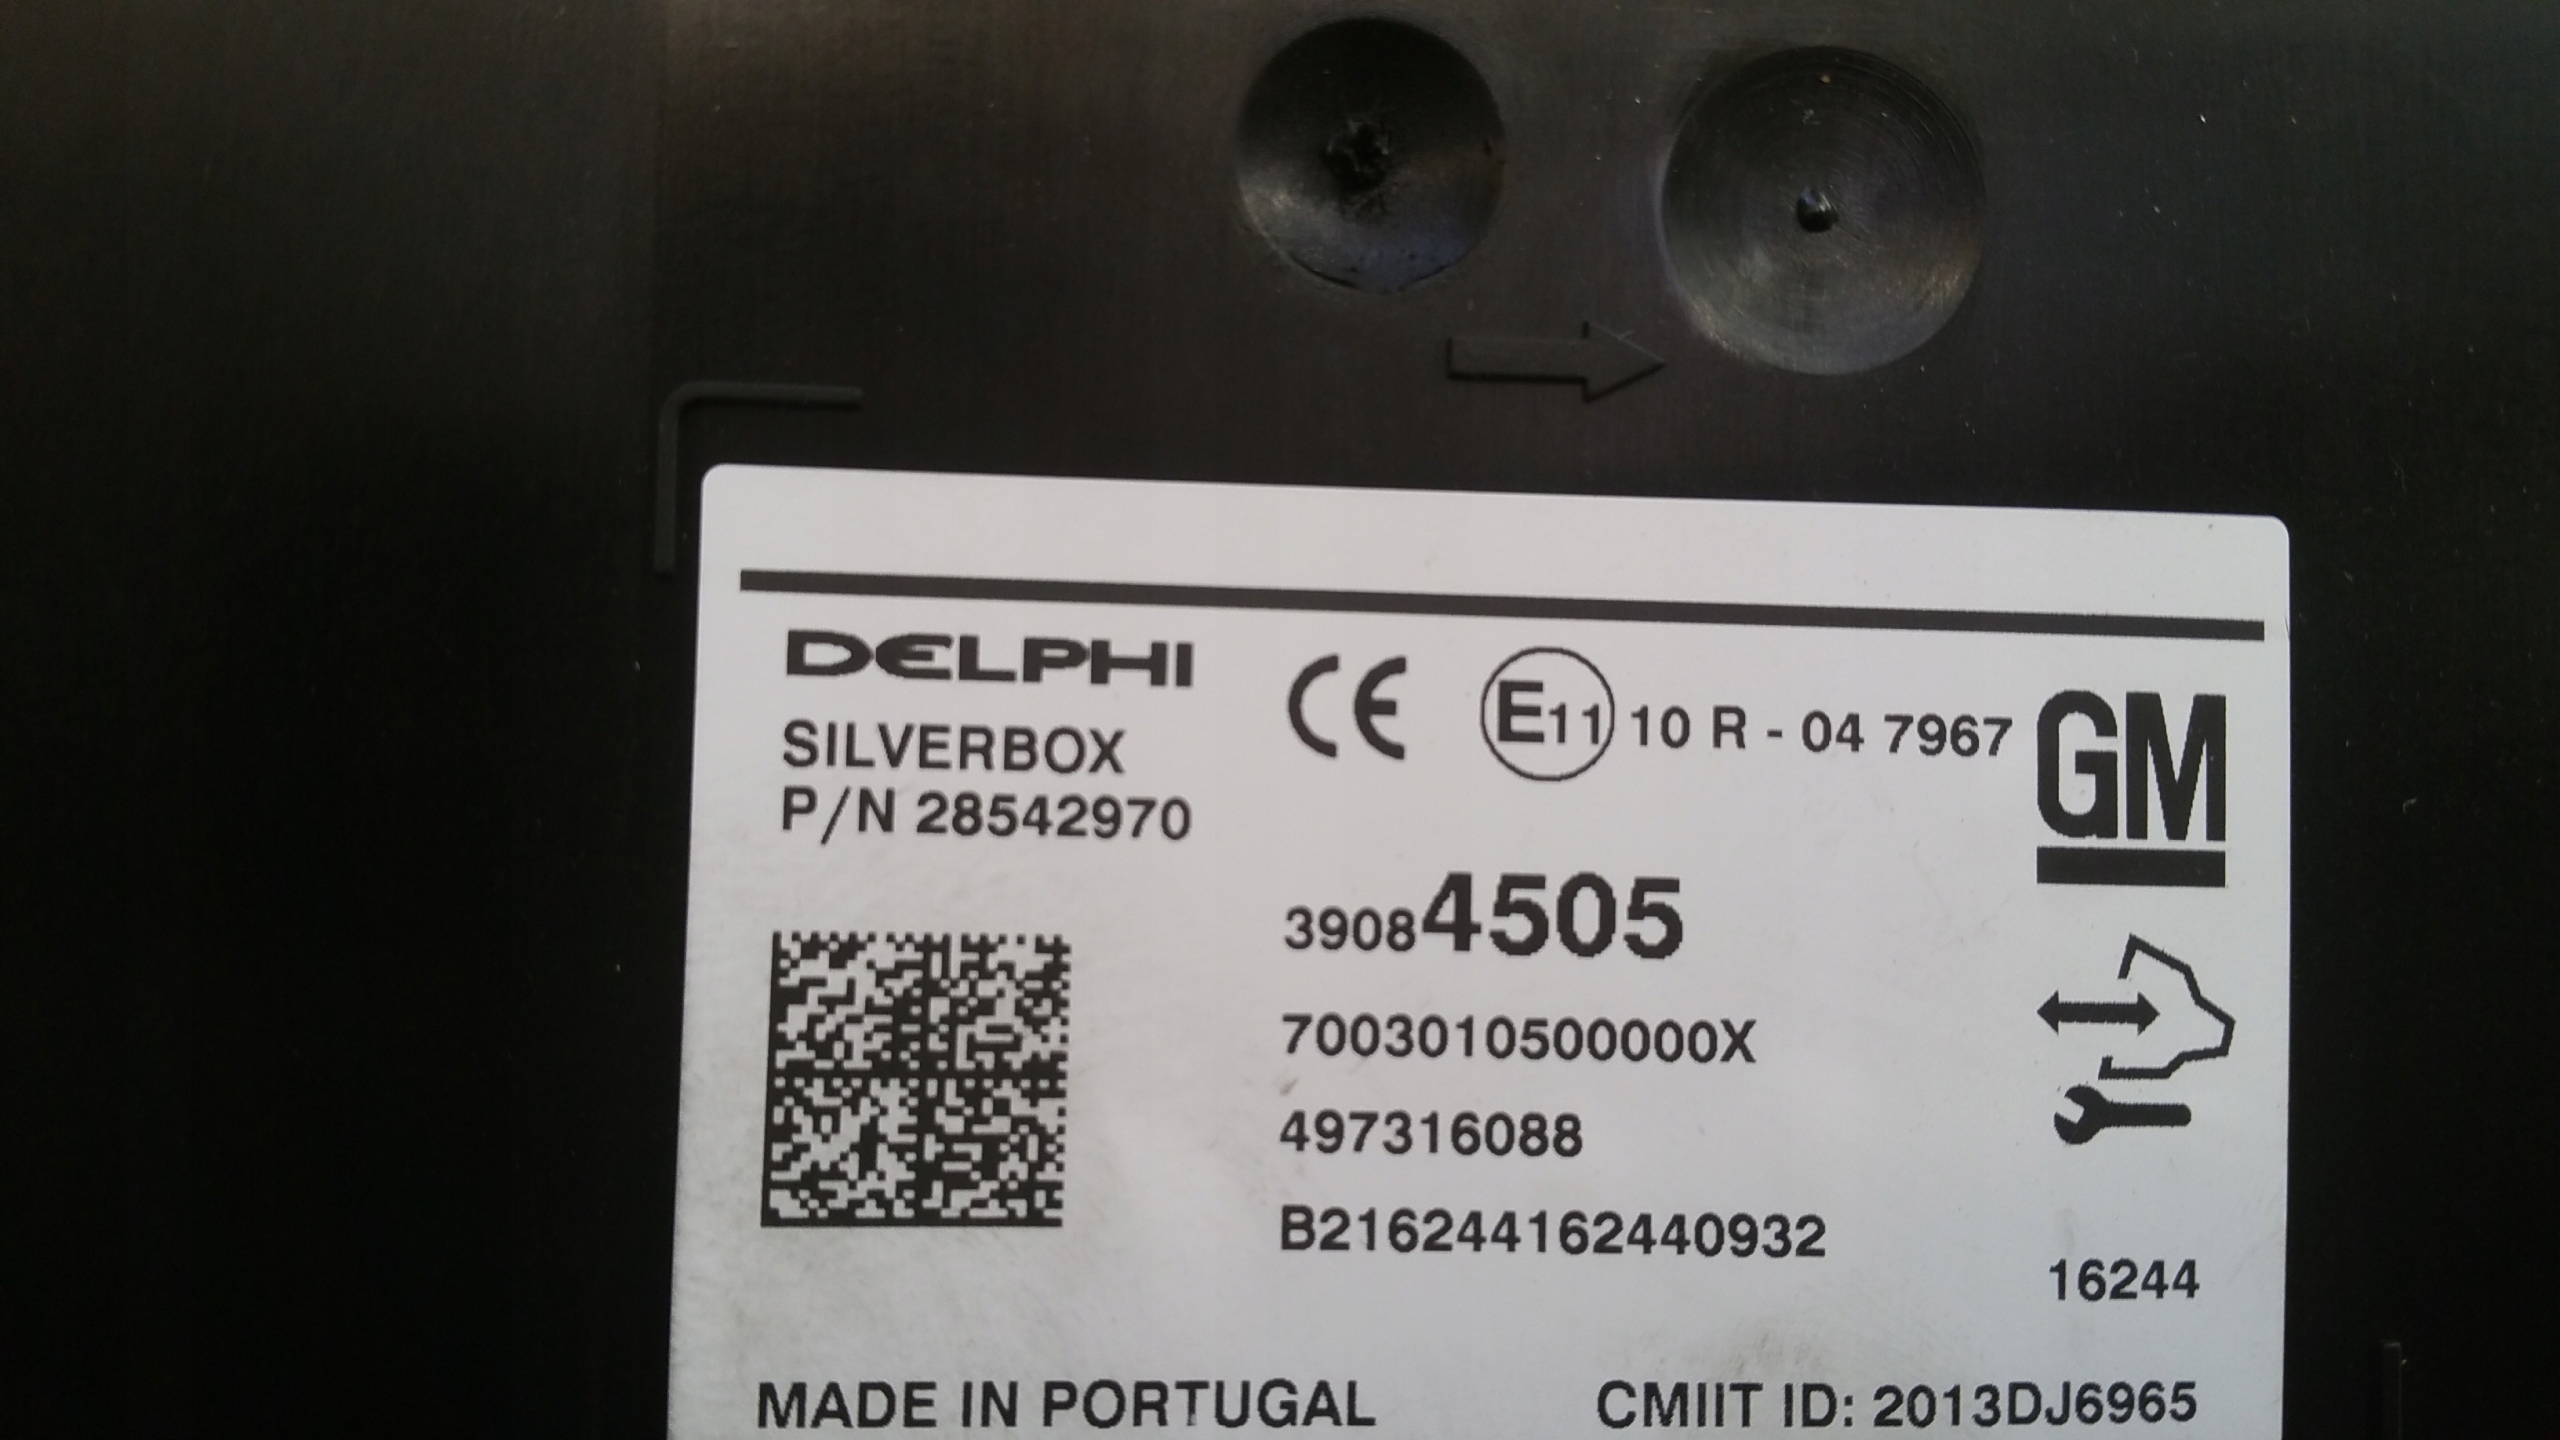 DELPHI
SILVERBOX
P/N 28542970
CE
E11 10 R - 04 7967
GM
39084505
7003010500000X
497316088
B216244162440932
16244
MADE IN PORTUGAL
CMIIT ID: 2013DJ6965